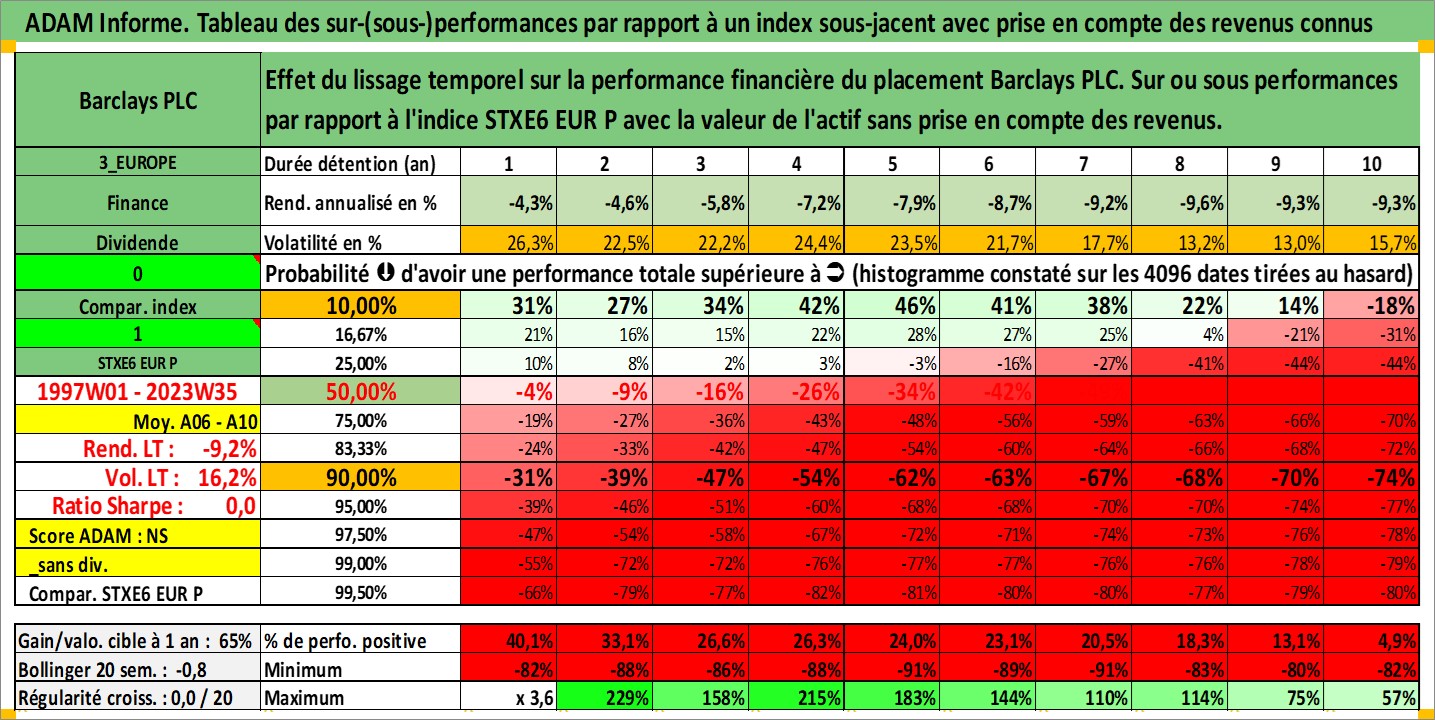 ADAM Informe. Tableau des sur-(sous-)performances par rapport à un index sous-jacent avec prise en compte des revenus connus
Barclays PLC
Effet du lissage temporel sur la performance financière du placement Barclays PLC. Sur ou sous performances
par rapport à l'indice STXE6 EUR P avec la valeur de l'actif sans prise en compte des revenus.
3_EUROPE Durée détention (an) 1 2 3 4 5 6 7 8 9 10
Finance Rend. annualisé en % -4,3% -4,6% -5,8% -7,2% -7,9% -8,7% -9,2% -9,6% -9,3% -9,3%
Dividende Volatilité en % 26,3% 22,5% 22,2% 24,4% 23,5% 21,7% 17,7% 13,2% 13,0% 15,7%
0 Probabilité d'avoir une performance totale supérieure à (histogramme constaté sur les 4096 dates tirées au hasard)
Compar. index 10,00% 31% 27% 34% 42% 46% 41% 38% 22% 14% -18%
1 16,67% 21% 16% 15% 22% 28% 27% 25% 4% -21% -31%
STXE6 EUR P 25,00% 10% 8% 2% 3% -3% -16% -27% -41% -44% -44%
1997W01 - 2023W35 50,00% -4% -9% -16% -26% -34% -42%
Moy. A06 - A10 75,00% -19% -27% -36% -43% -48% -56% -59% -63% -66% -70%
Rend. LT : -9,2% 83,33% -24% -33% -42% -47% -54% -60% -64% -66% -68% -72%
Vol. LT : 16,2% 90,00% -31% -39% -47% -54% -62% -63% -67% -68% -70% -74%
Ratio Sharpe : 0,0 95,00% -39% -46% -51% -60% -68% -68% -70% -70% -74% -77%
Score ADAM : NS 97,50% -47% -54% -58% -67% -72% -71% -74% -73% -76% -78%
_sans div. 99,00% -55% -72% -72% -76% -77% -77% -76% -76% -78% -79%
Compar. STXE6 EUR P 99,50% -66% -79% -77% -82% -81% -80% -80% -77% -79% -80%
Gain/valo. cible à 1 an : 65% % de perfo. positive 40,1% 33,1% 26,6% 26,3% 24,0% 23,1% 20,5% 18,3% 13,1% 4,9%
Bollinger 20 sem. : -0,8 Minimum -82% -88% -86% -88% -91% -89% -91% -83% -80% -82%
Régularité croiss. : 0,0 / 20 Maximum x 3,6 229% 158% 215% 183% 144% 110% 114% 75% 57%